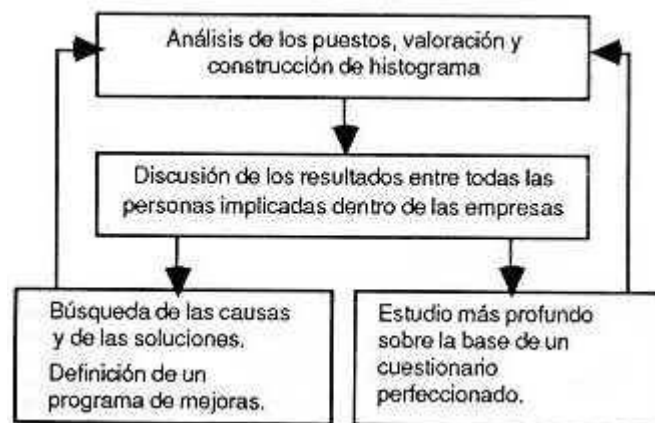 Análisis de los puestos, valoración y
construcción de histograma
Discusión de los resultados entre todas las
personas implicadas dentro de las empresas
Búsqueda de las causas
y de las soluciones.
Definición de un
programa de mejoras.
Estudio más profundo
sobre la base de un
cuestionario
perfeccionado.